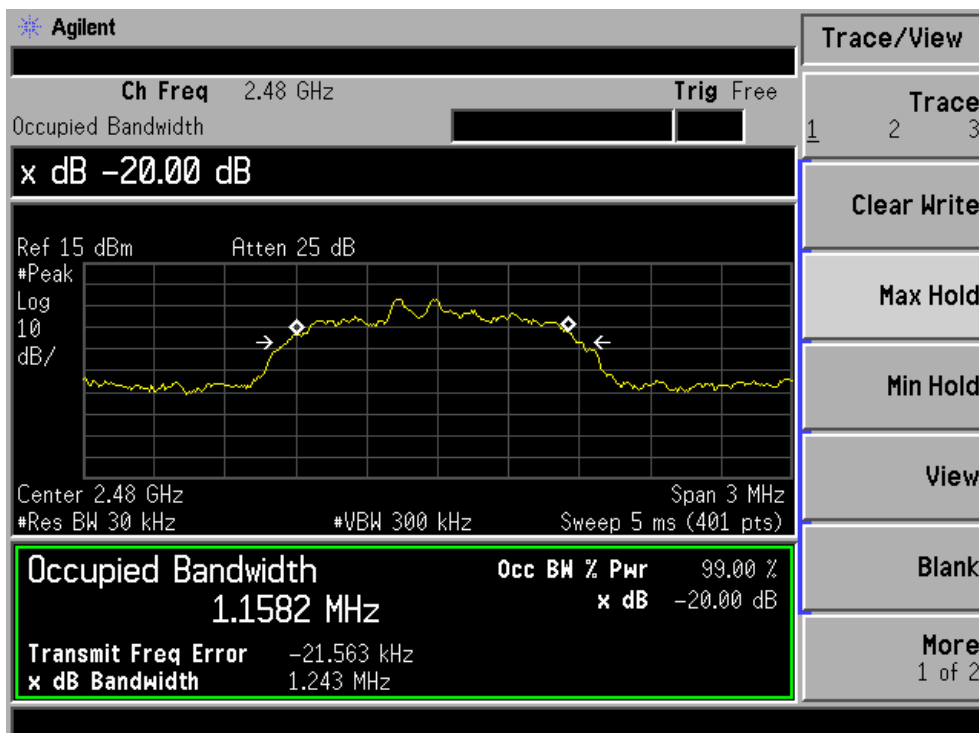 Agilent
Trace/View
Ch Freq 2.48 GHz Trig Free
Occupied Bandwidth
Trace
1 2 3
x dB -20.00 dB
Clear Write
Ref 15 dBm Atten 25 dB
#Peak
Log
10
dB/
Max Hold
Min Hold
View
Center 2.48 GHz Span 3 MHz
#Res BW 30 kHz #VBW 300 kHz Sweep 5 ms (401 pts)
Occupied Bandwidth
1.1582 MHz
Occ BW % Pwr 99.00 %
x dB -20.00 dB
Blank
Transmit Freq Error -21.563 kHz
x dB Bandwidth 1.243 MHz
More
1 of 2